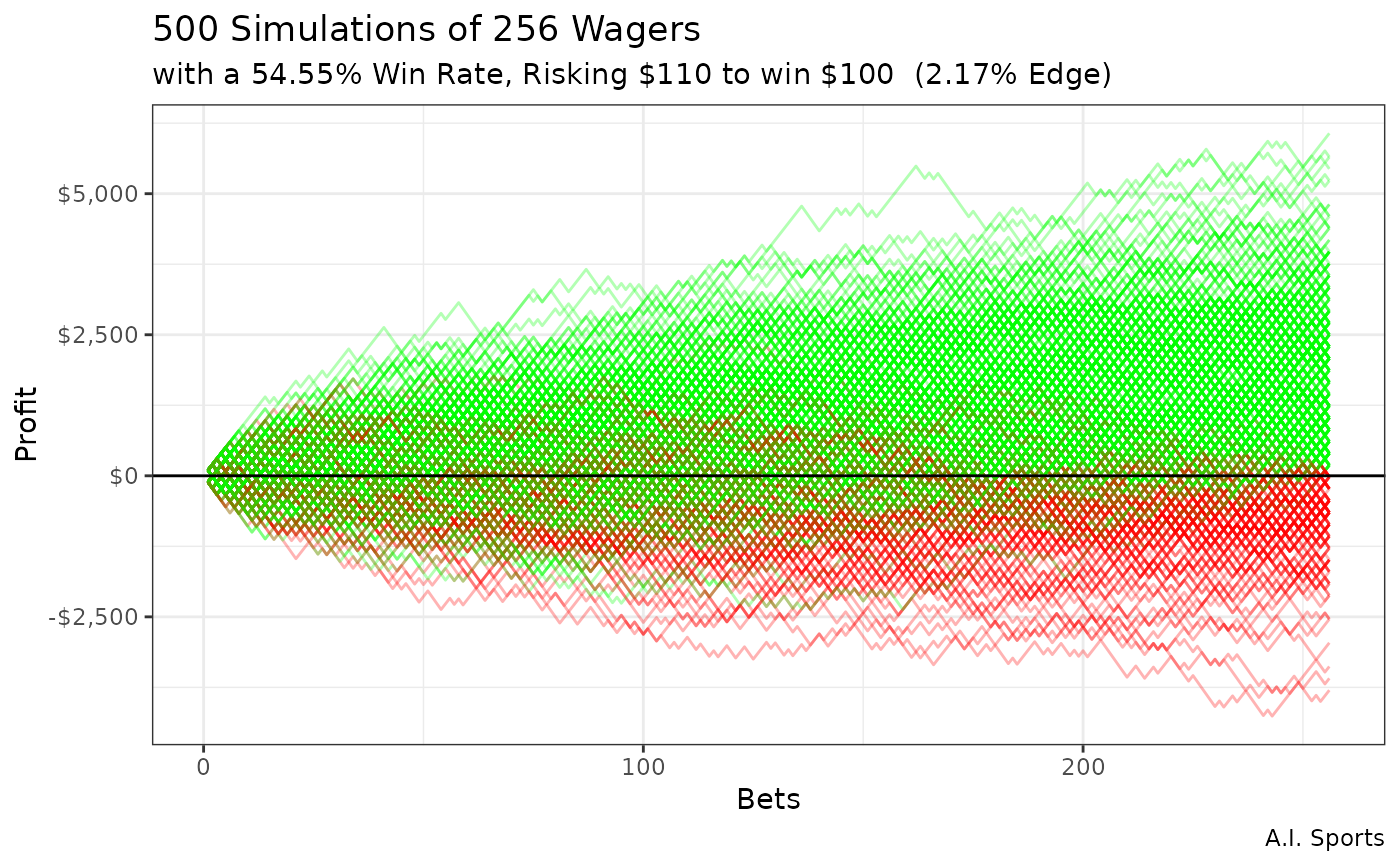 500 Simulations of 256 Wagers
with a 54.55% Win Rate, Risking $110 to win $100  (2.17% Edge)
$5,000
$2,500
$0
-$2,500
Profit
0
100
200
Bets
A.I. Sports